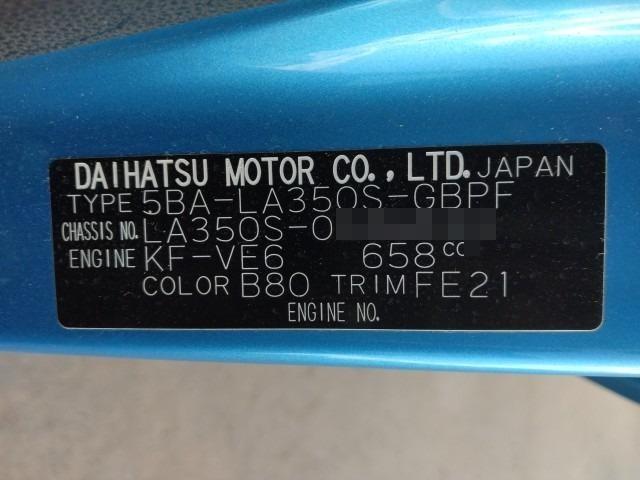 DAIHATSU MOTOR CO., LTD. JAPAN
TYPE 5BA-LA350S-GBPF
CHASSIS NO. LA350S-0
ENGINE KF-VE6 658cc
COLOR B80 TRIM FE21
ENGINE NO.